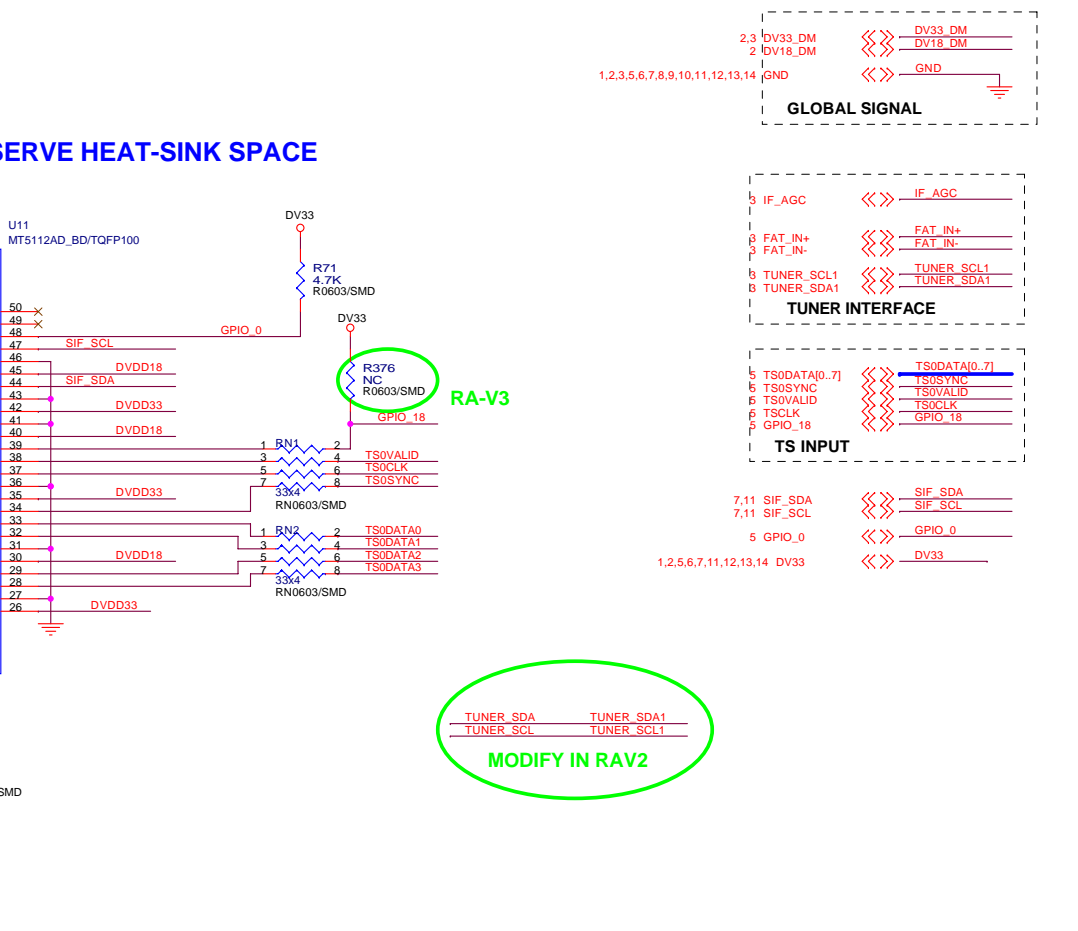 2,3 DV33_DM DV33_DM
2 DV18_DM DV18_DM
1,2,3,5,6,7,8,9,10,11,12,13,14 GND GND
GLOBAL SIGNAL
SERVE HEAT-SINK SPACE
3 IF_AGC IF_AGC
3 FAT_IN+ FAT_IN+
3 FAT_IN- FAT_IN-
3 TUNER_SCL1 TUNER_SCL1
3 TUNER_SDA1 TUNER_SDA1
TUNER INTERFACE
U11
MT5112AD_BD/TQFP100
DV33
R71
4.7K
R0603/SMD
DV33
R376
NC
R0603/SMD
RA-V3
GPIO_18
50
49
48 GPIO_0
47 SIF_SCL
46
45 DVDD18
44 SIF_SDA
43
42 DVDD33
41
40 DVDD18
39 1 RN1 2
38 3 4 TS0VALID
37 5 6 TS0CLK
36 7 8 TS0SYNC
35 DVDD33 33x4
34 RN0603/SMD
33
32 1 RN2 2 TS0DATA0
31 3 4 TS0DATA1
30 DVDD18 5 6 TS0DATA2
29 7 8 TS0DATA3
28 33x4
27 RN0603/SMD
26 DVDD33
5 TS0DATA[0..7] TS0DATA[0..7]
5 TS0SYNC TS0SYNC
5 TS0VALID TS0VALID
5 TSCLK TS0CLK
5 GPIO_18 GPIO_18
TS INPUT
7,11 SIF_SDA SIF_SDA
7,11 SIF_SCL SIF_SCL
5 GPIO_0 GPIO_0
1,2,5,6,7,11,12,13,14 DV33 DV33
TUNER_SDA TUNER_SDA1
TUNER_SCL TUNER_SCL1
MODIFY IN RAV2
SMD